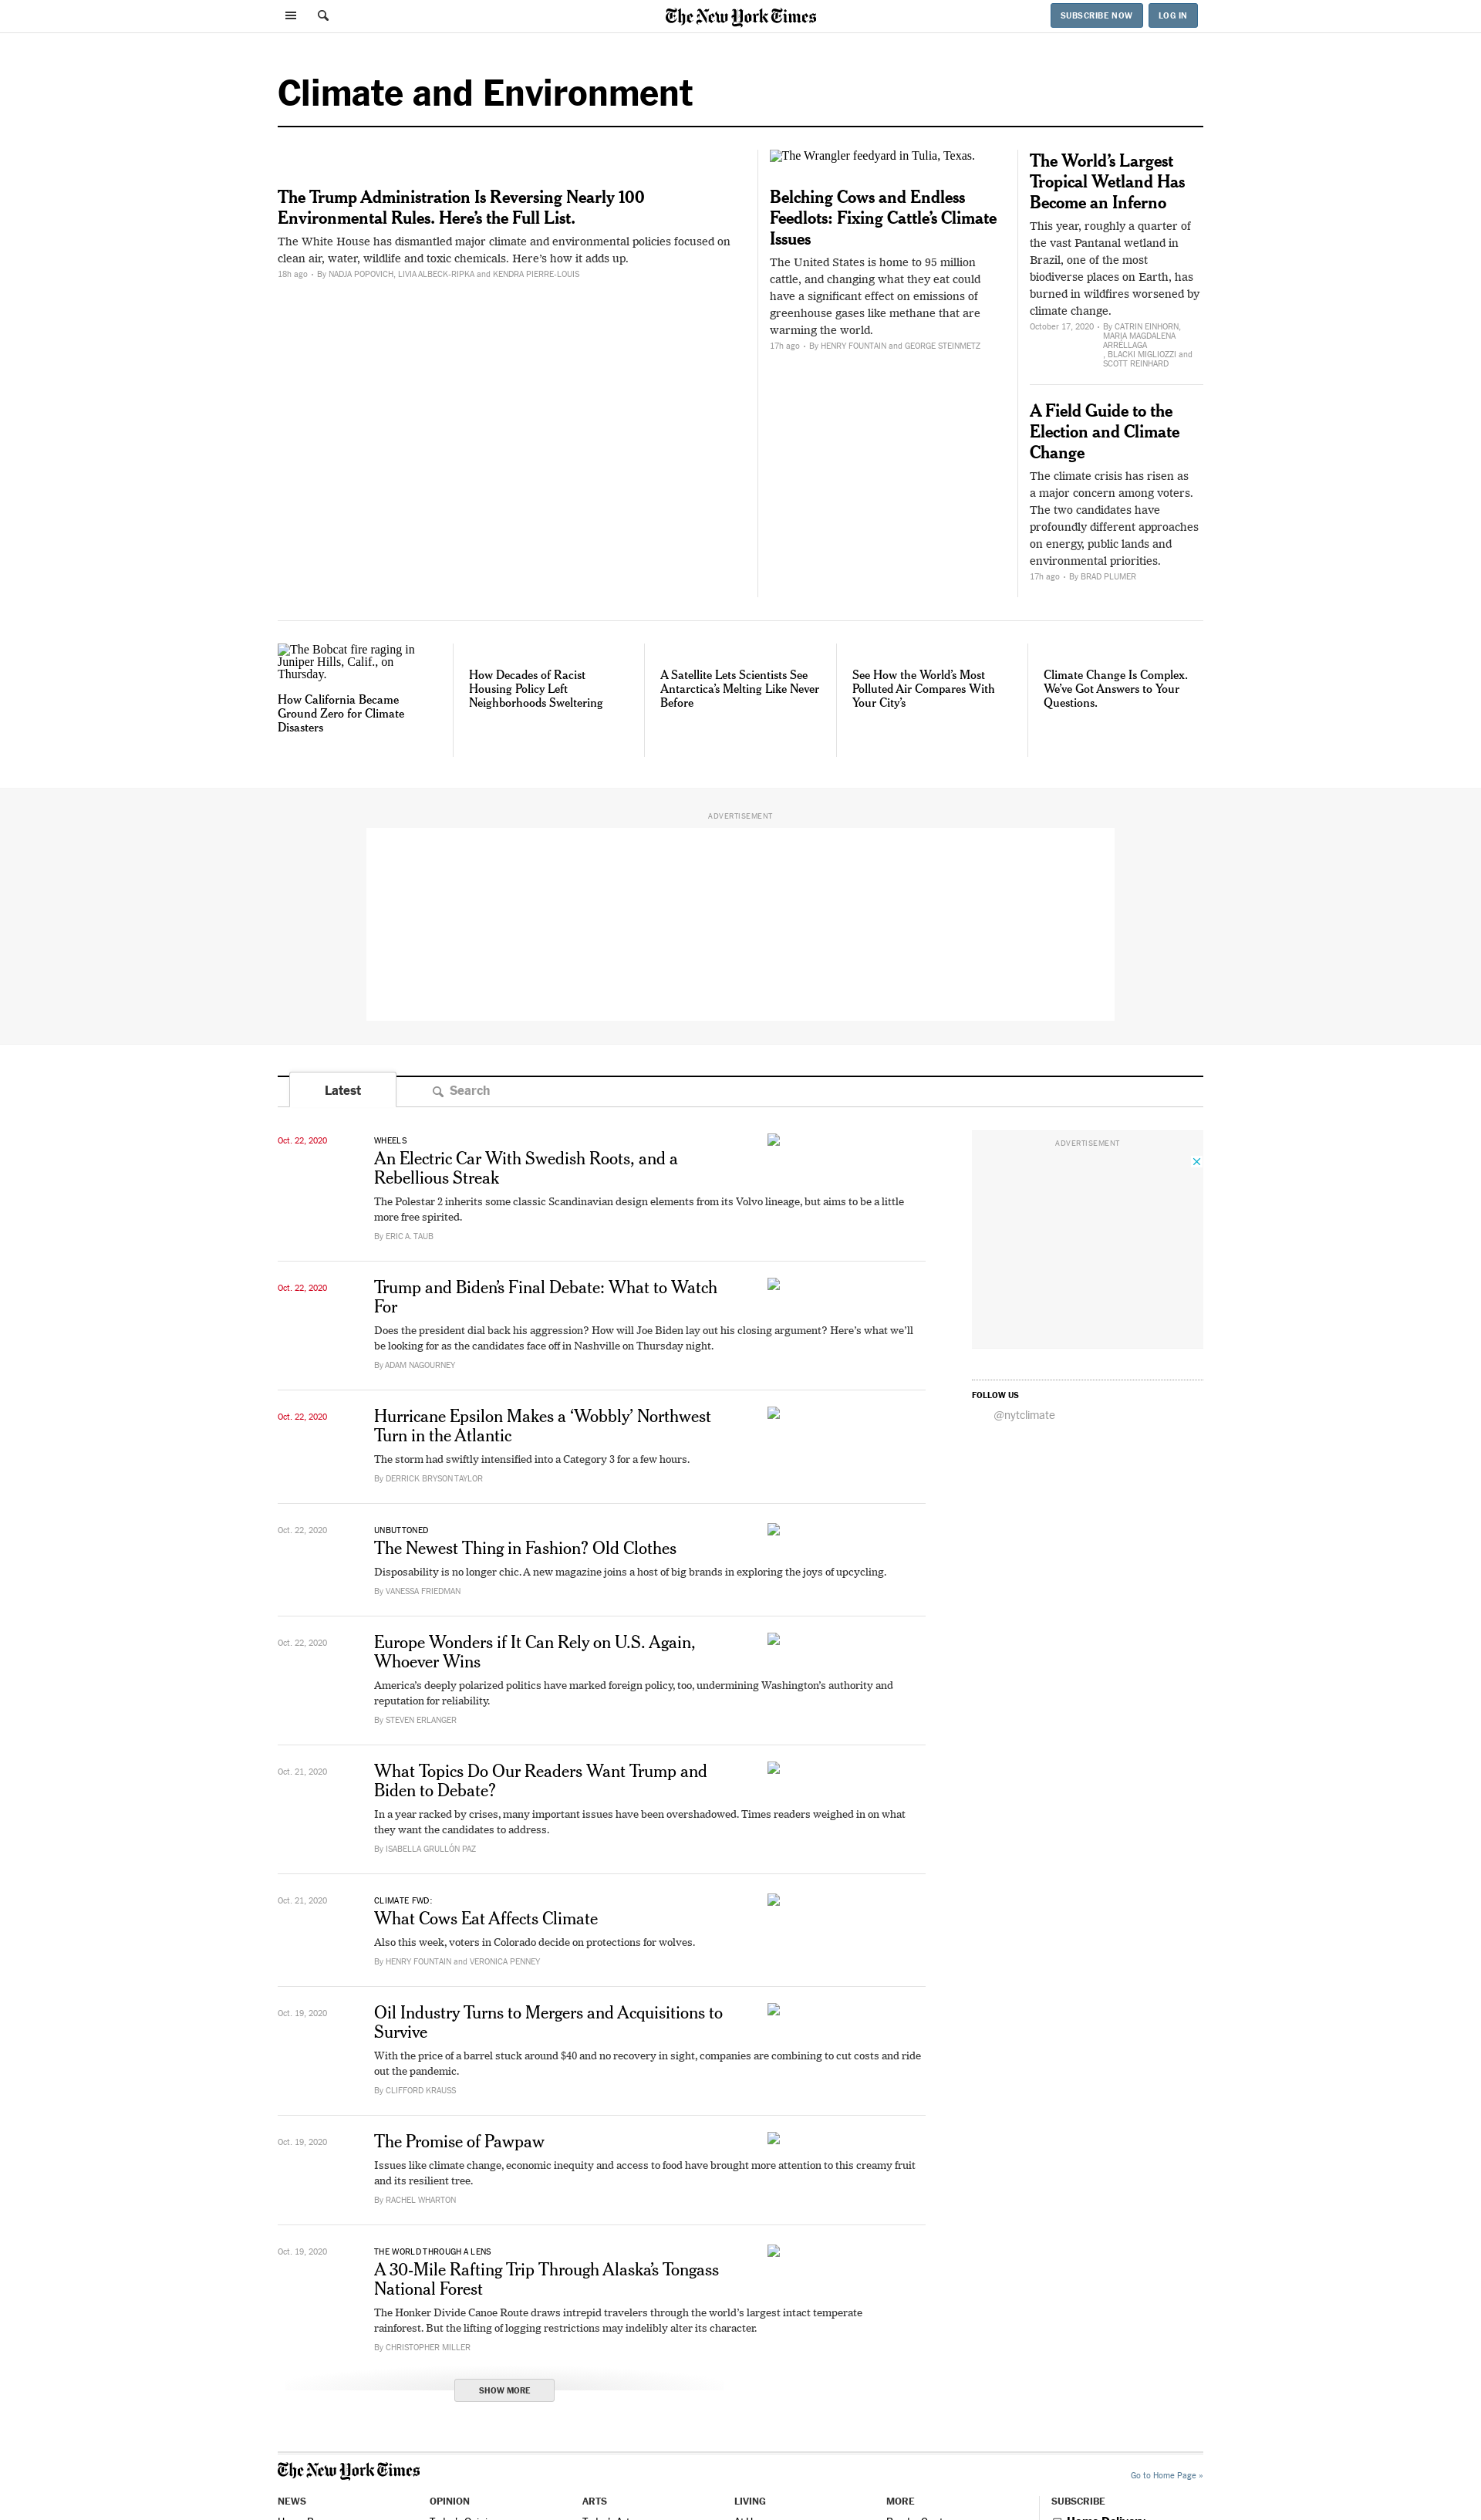 The New York Times
SUBSCRIBE NOW
LOG IN
Climate and Environment
The Trump Administration Is Reversing Nearly 100
Environmental Rules. Here’s the Full List.
The White House has dismantled major climate and environmental policies focused on
clean air, water, wildlife and toxic chemicals. Here’s how it adds up.
18h ago • By NADJA POPOVICH, LIVIA ALBECK-RIPKA and KENDRA PIERRE-LOUIS
The Wrangler feedyard in Tulia, Texas.
Belching Cows and Endless
Feedlots: Fixing Cattle’s Climate
Issues
The United States is home to 95 million
cattle, and changing what they eat could
have a significant effect on emissions of
greenhouse gases like methane that are
warming the world.
17h ago • By HENRY FOUNTAIN and GEORGE STEINMETZ
The World’s Largest
Tropical Wetland Has
Become an Inferno
This year, roughly a quarter of
the vast Pantanal wetland in
Brazil, one of the most
biodiverse places on Earth, has
burned in wildfires worsened by
climate change.
October 17, 2020 • By CATRIN EINHORN,
MARIA MAGDALENA
ARRÉLLAGA
, BLACKI MIGLIOZZI and
SCOTT REINHARD
A Field Guide to the
Election and Climate
Change
The climate crisis has risen as
a major concern among voters.
The two candidates have
profoundly different approaches
on energy, public lands and
environmental priorities.
17h ago • By BRAD PLUMER
The Bobcat fire raging in
Juniper Hills, Calif., on
Thursday.
How California Became
Ground Zero for Climate
Disasters
How Decades of Racist
Housing Policy Left
Neighborhoods Sweltering
A Satellite Lets Scientists See
Antarctica’s Melting Like Never
Before
See How the World’s Most
Polluted Air Compares With
Your City’s
Climate Change Is Complex.
We’ve Got Answers to Your
Questions.
ADVERTISEMENT
Latest
Search
Oct. 22, 2020
WHEELS
An Electric Car With Swedish Roots, and a
Rebellious Streak
The Polestar 2 inherits some classic Scandinavian design elements from its Volvo lineage, but aims to be a little
more free spirited.
By ERIC A. TAUB
ADVERTISEMENT
Oct. 22, 2020
Trump and Biden’s Final Debate: What to Watch
For
Does the president dial back his aggression? How will Joe Biden lay out his closing argument? Here’s what we’ll
be looking for as the candidates face off in Nashville on Thursday night.
By ADAM NAGOURNEY
FOLLOW US
@nytclimate
Oct. 22, 2020
Hurricane Epsilon Makes a ‘Wobbly’ Northwest
Turn in the Atlantic
The storm had swiftly intensified into a Category 3 for a few hours.
By DERRICK BRYSON TAYLOR
Oct. 22, 2020
UNBUTTONED
The Newest Thing in Fashion? Old Clothes
Disposability is no longer chic. A new magazine joins a host of big brands in exploring the joys of upcycling.
By VANESSA FRIEDMAN
Oct. 22, 2020
Europe Wonders if It Can Rely on U.S. Again,
Whoever Wins
America’s deeply polarized politics have marked foreign policy, too, undermining Washington’s authority and
reputation for reliability.
By STEVEN ERLANGER
Oct. 21, 2020
What Topics Do Our Readers Want Trump and
Biden to Debate?
In a year racked by crises, many important issues have been overshadowed. Times readers weighed in on what
they want the candidates to address.
By ISABELLA GRULLÓN PAZ
Oct. 21, 2020
CLIMATE FWD:
What Cows Eat Affects Climate
Also this week, voters in Colorado decide on protections for wolves.
By HENRY FOUNTAIN and VERONICA PENNEY
Oct. 19, 2020
Oil Industry Turns to Mergers and Acquisitions to
Survive
With the price of a barrel stuck around $40 and no recovery in sight, companies are combining to cut costs and ride
out the pandemic.
By CLIFFORD KRAUSS
Oct. 19, 2020
The Promise of Pawpaw
Issues like climate change, economic inequity and access to food have brought more attention to this creamy fruit
and its resilient tree.
By RACHEL WHARTON
Oct. 19, 2020
THE WORLD THROUGH A LENS
A 30-Mile Rafting Trip Through Alaska’s Tongass
National Forest
The Honker Divide Canoe Route draws intrepid travelers through the world’s largest intact temperate
rainforest. But the lifting of logging restrictions may indelibly alter its character.
By CHRISTOPHER MILLER
SHOW MORE
The New York Times
Go to Home Page »
NEWS
OPINION
ARTS
LIVING
MORE
SUBSCRIBE